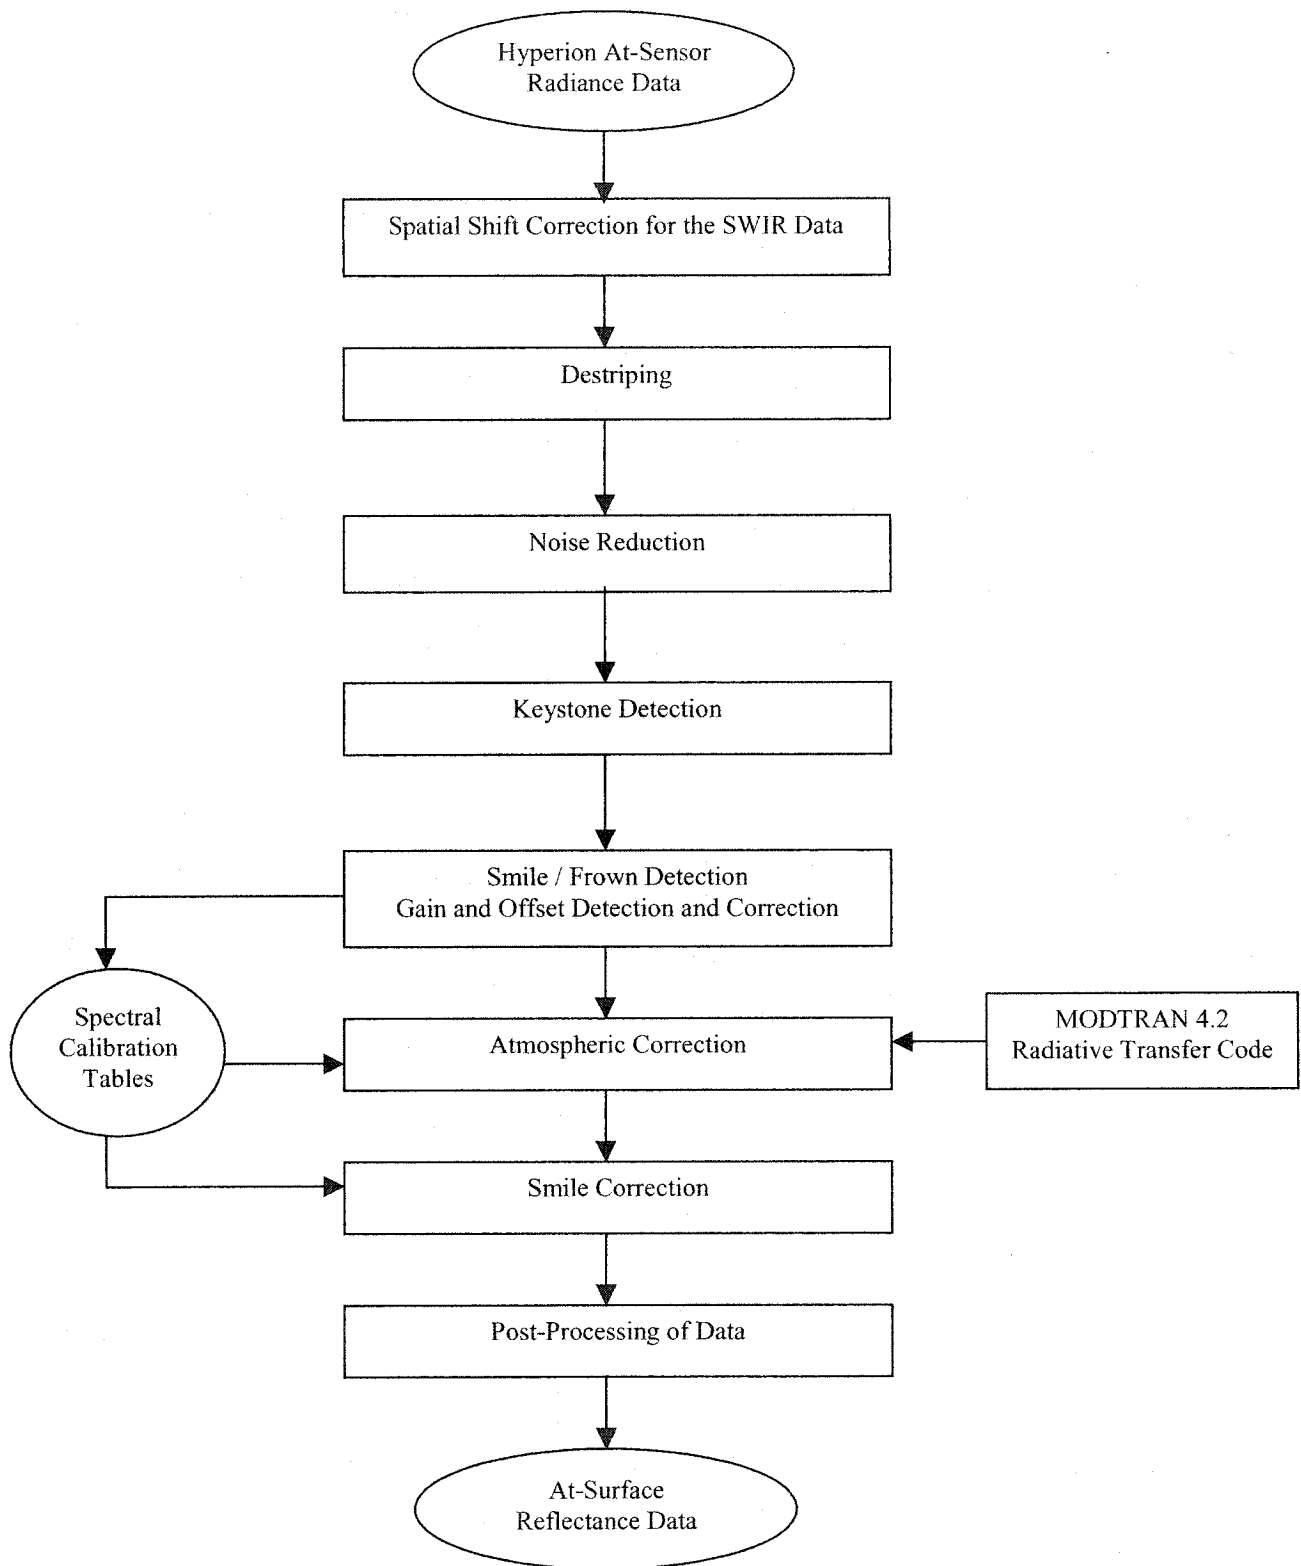 Hyperion At-Sensor
Radiance Data
Spatial Shift Correction for the SWIR Data
Destriping
Noise Reduction
Keystone Detection
Smile / Frown Detection
Gain and Offset Detection and Correction
Spectral
Calibration
Tables
Atmospheric Correction
MODTRAN 4.2
Radiative Transfer Code
Smile Correction
Post-Processing of Data
At-Surface
Reflectance Data